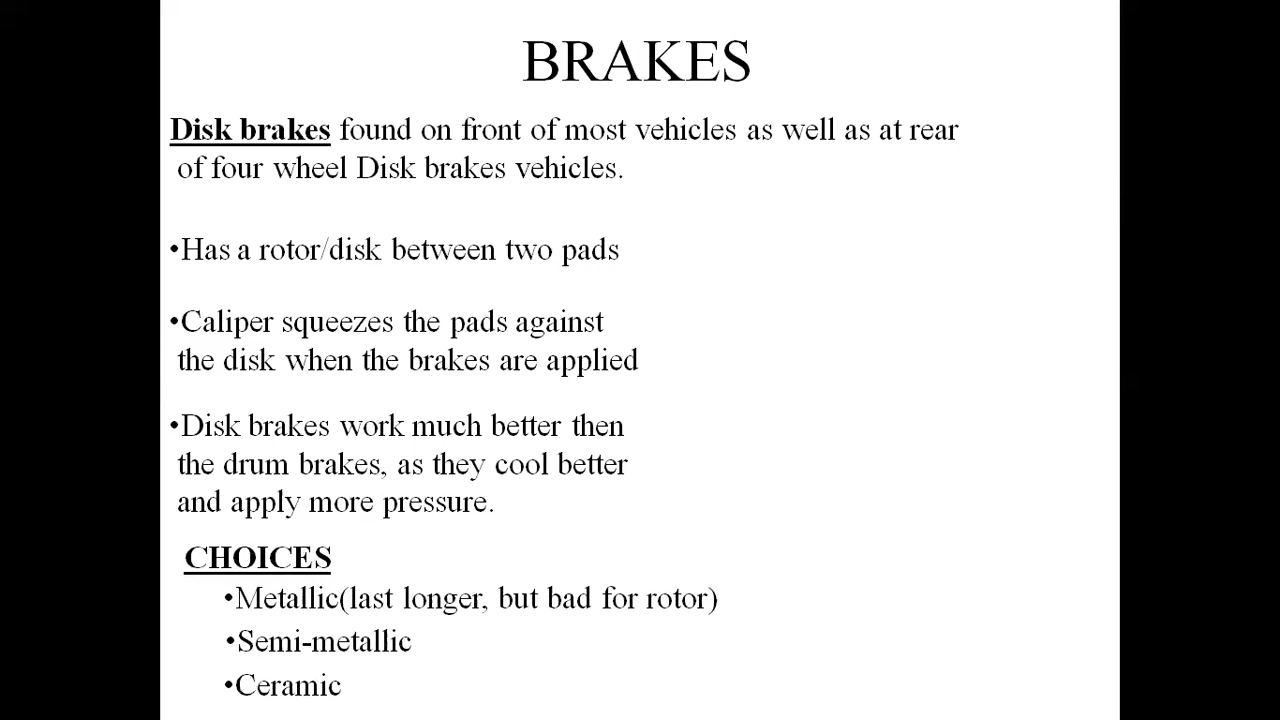 BRAKES
Disk brakes found on front of most vehicles as well as at rear
of four wheel Disk brakes vehicles.
•Has a rotor/disk between two pads
•Caliper squeezes the pads against
the disk when the brakes are applied
•Disk brakes work much better then
the drum brakes, as they cool better
and apply more pressure.
CHOICES
•Metallic(last longer, but bad for rotor)
•Semi-metallic
•Ceramic